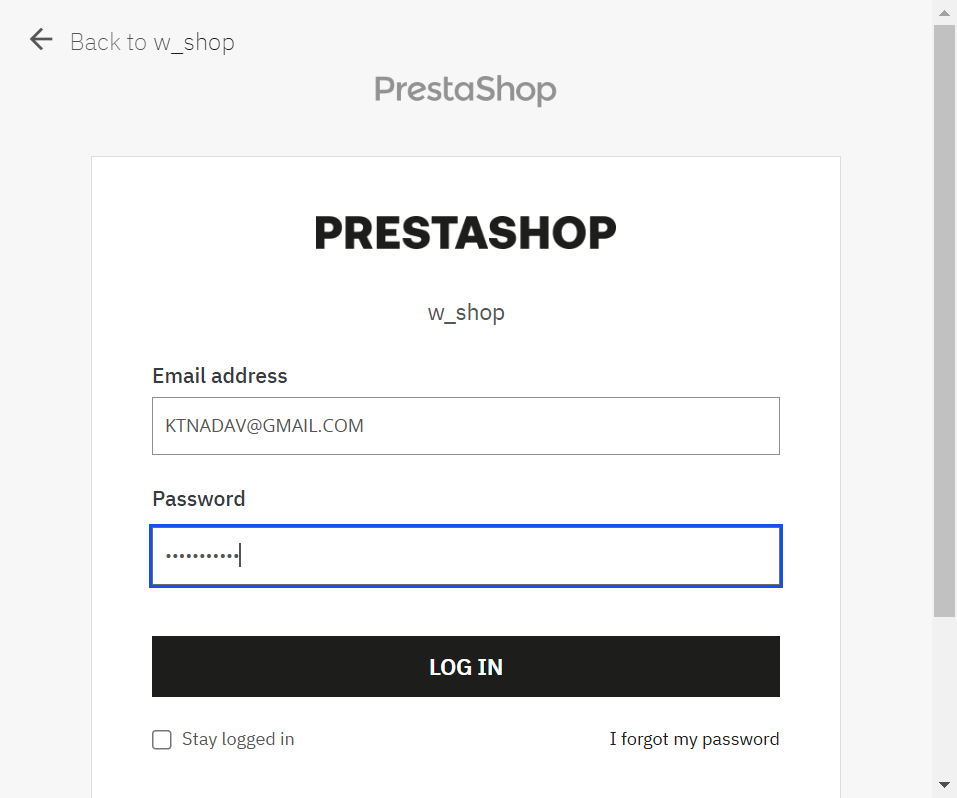 Back to w_shop
PrestaShop
PRESTASHOP
w_shop
Email address
KTNADAV@GMAIL.COM
Password
•••••••••••
LOG IN
Stay logged in
I forgot my password